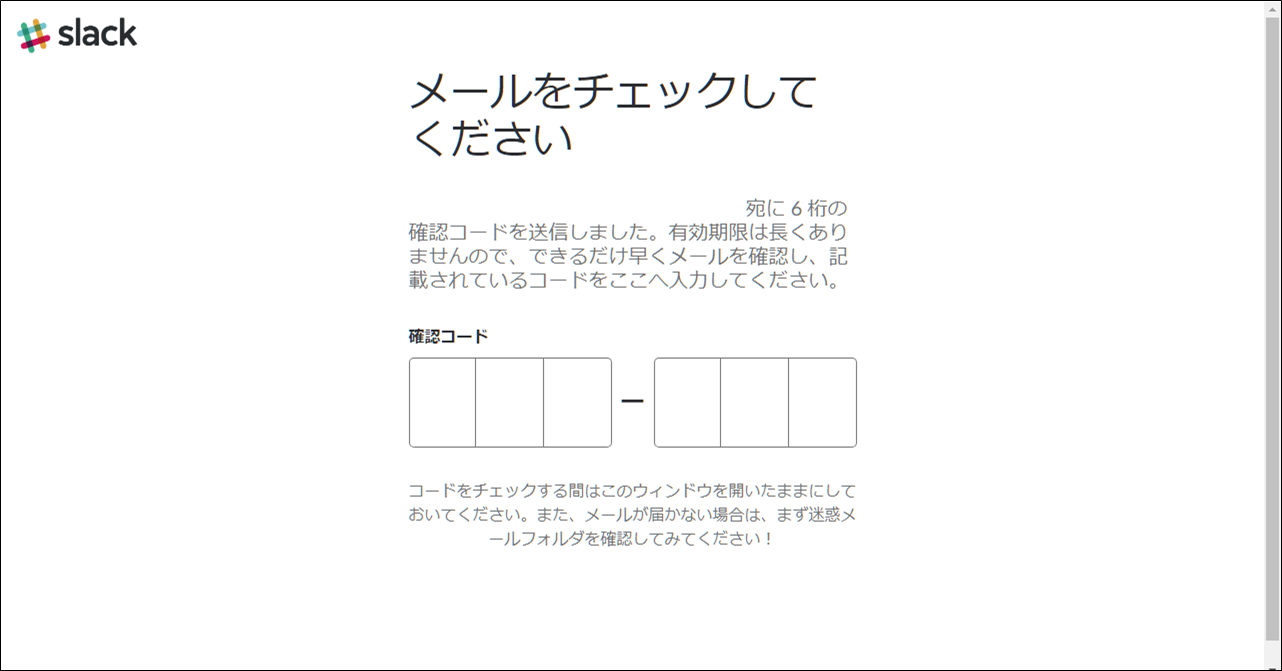 slack
メールをチェックして
ください
宛に 6 桁の
確認コードを送信しました。有効期限は長くあり
ませんので、できるだけ早くメールを確認し、記
載されているコードをここへ入力してください。
確認コード
–
コードをチェックする間はこのウィンドウを開いたままにして
おいてください。また、メールが届かない場合は、まず迷惑メ
ールフォルダを確認してみてください！